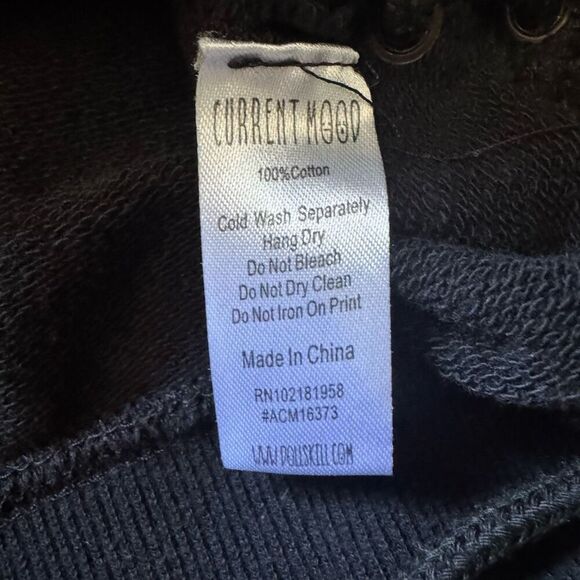 CURRENT MOOD
100%Cotton
Cold Wash Separately
Hang Dry
Do Not Bleach
Do Not Dry Clean
Do Not Iron On Print
Made In China
RN102181958
#ACM16373
WWW.DOLLSKILL.COM